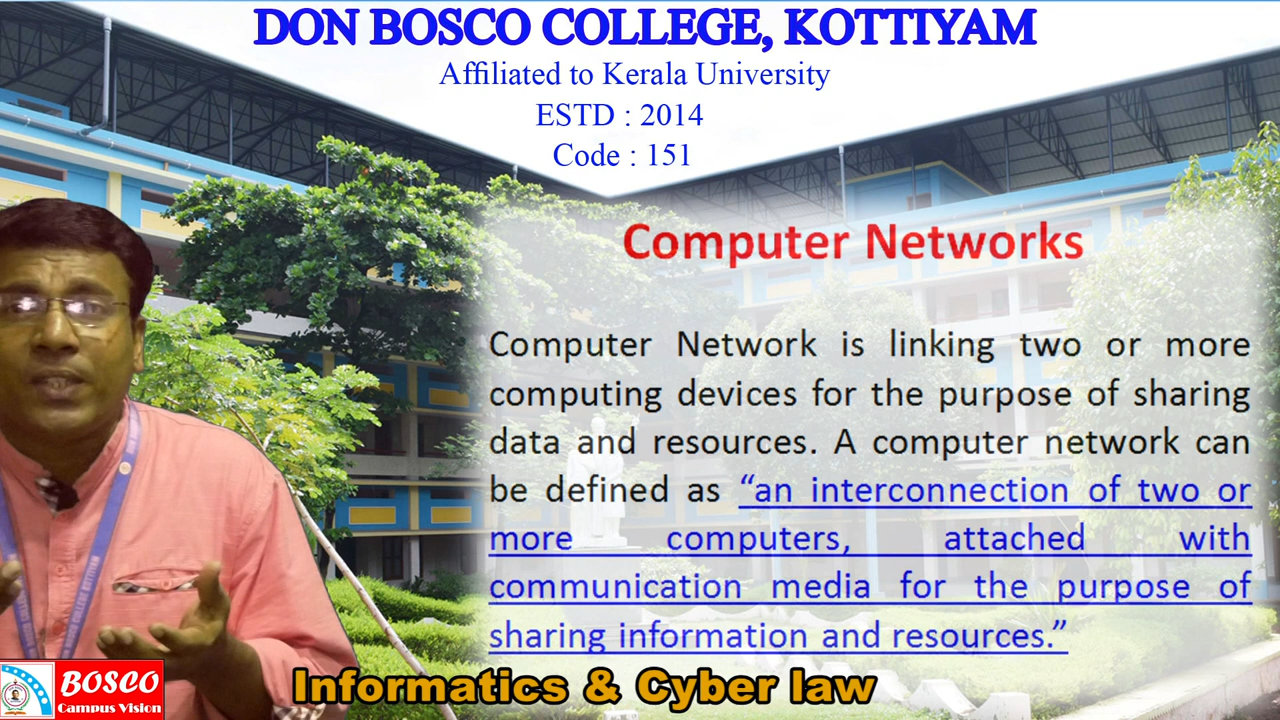 DON BOSCO COLLEGE, KOTTIYAM
Affiliated to Kerala University
ESTD : 2014
Code : 151
Computer Networks
Computer Network is linking two or more
computing devices for the purpose of sharing
data and resources. A computer network can
be defined as “an interconnection of two or
more computers, attached with
communication media for the purpose of
sharing information and resources.”
Informatics & Cyber law
BOSCO
Campus Vision